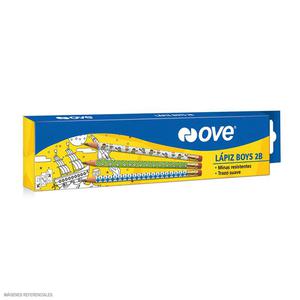 ove
LÁPIZ BOYS 2B
• Minas resistentes
• Trazo suave
IMÁGENES REFERENCIALES